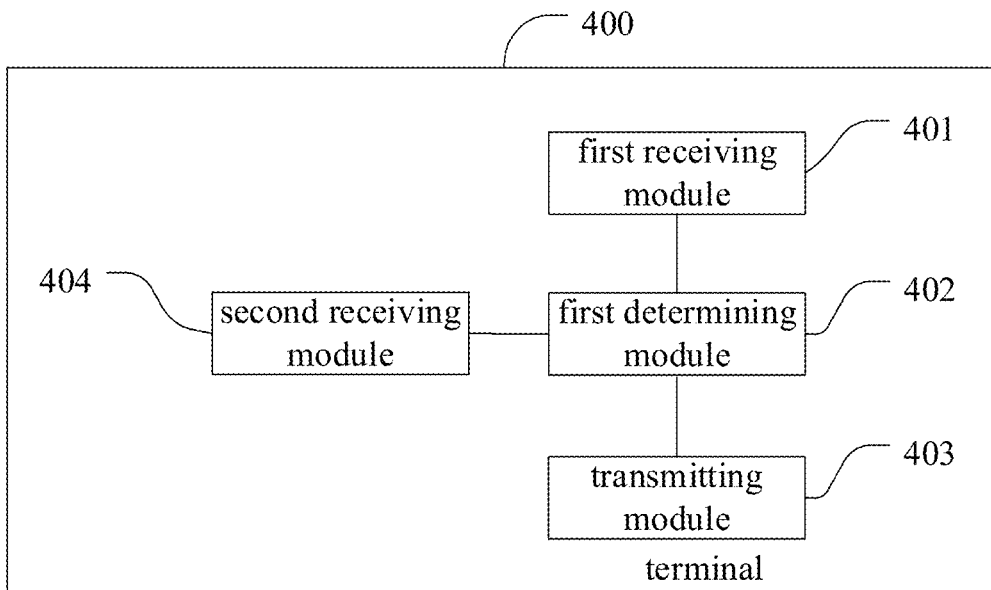 400
first receiving
module
401
404
second receiving
module
first determining
module
402
transmitting
module
403
terminal